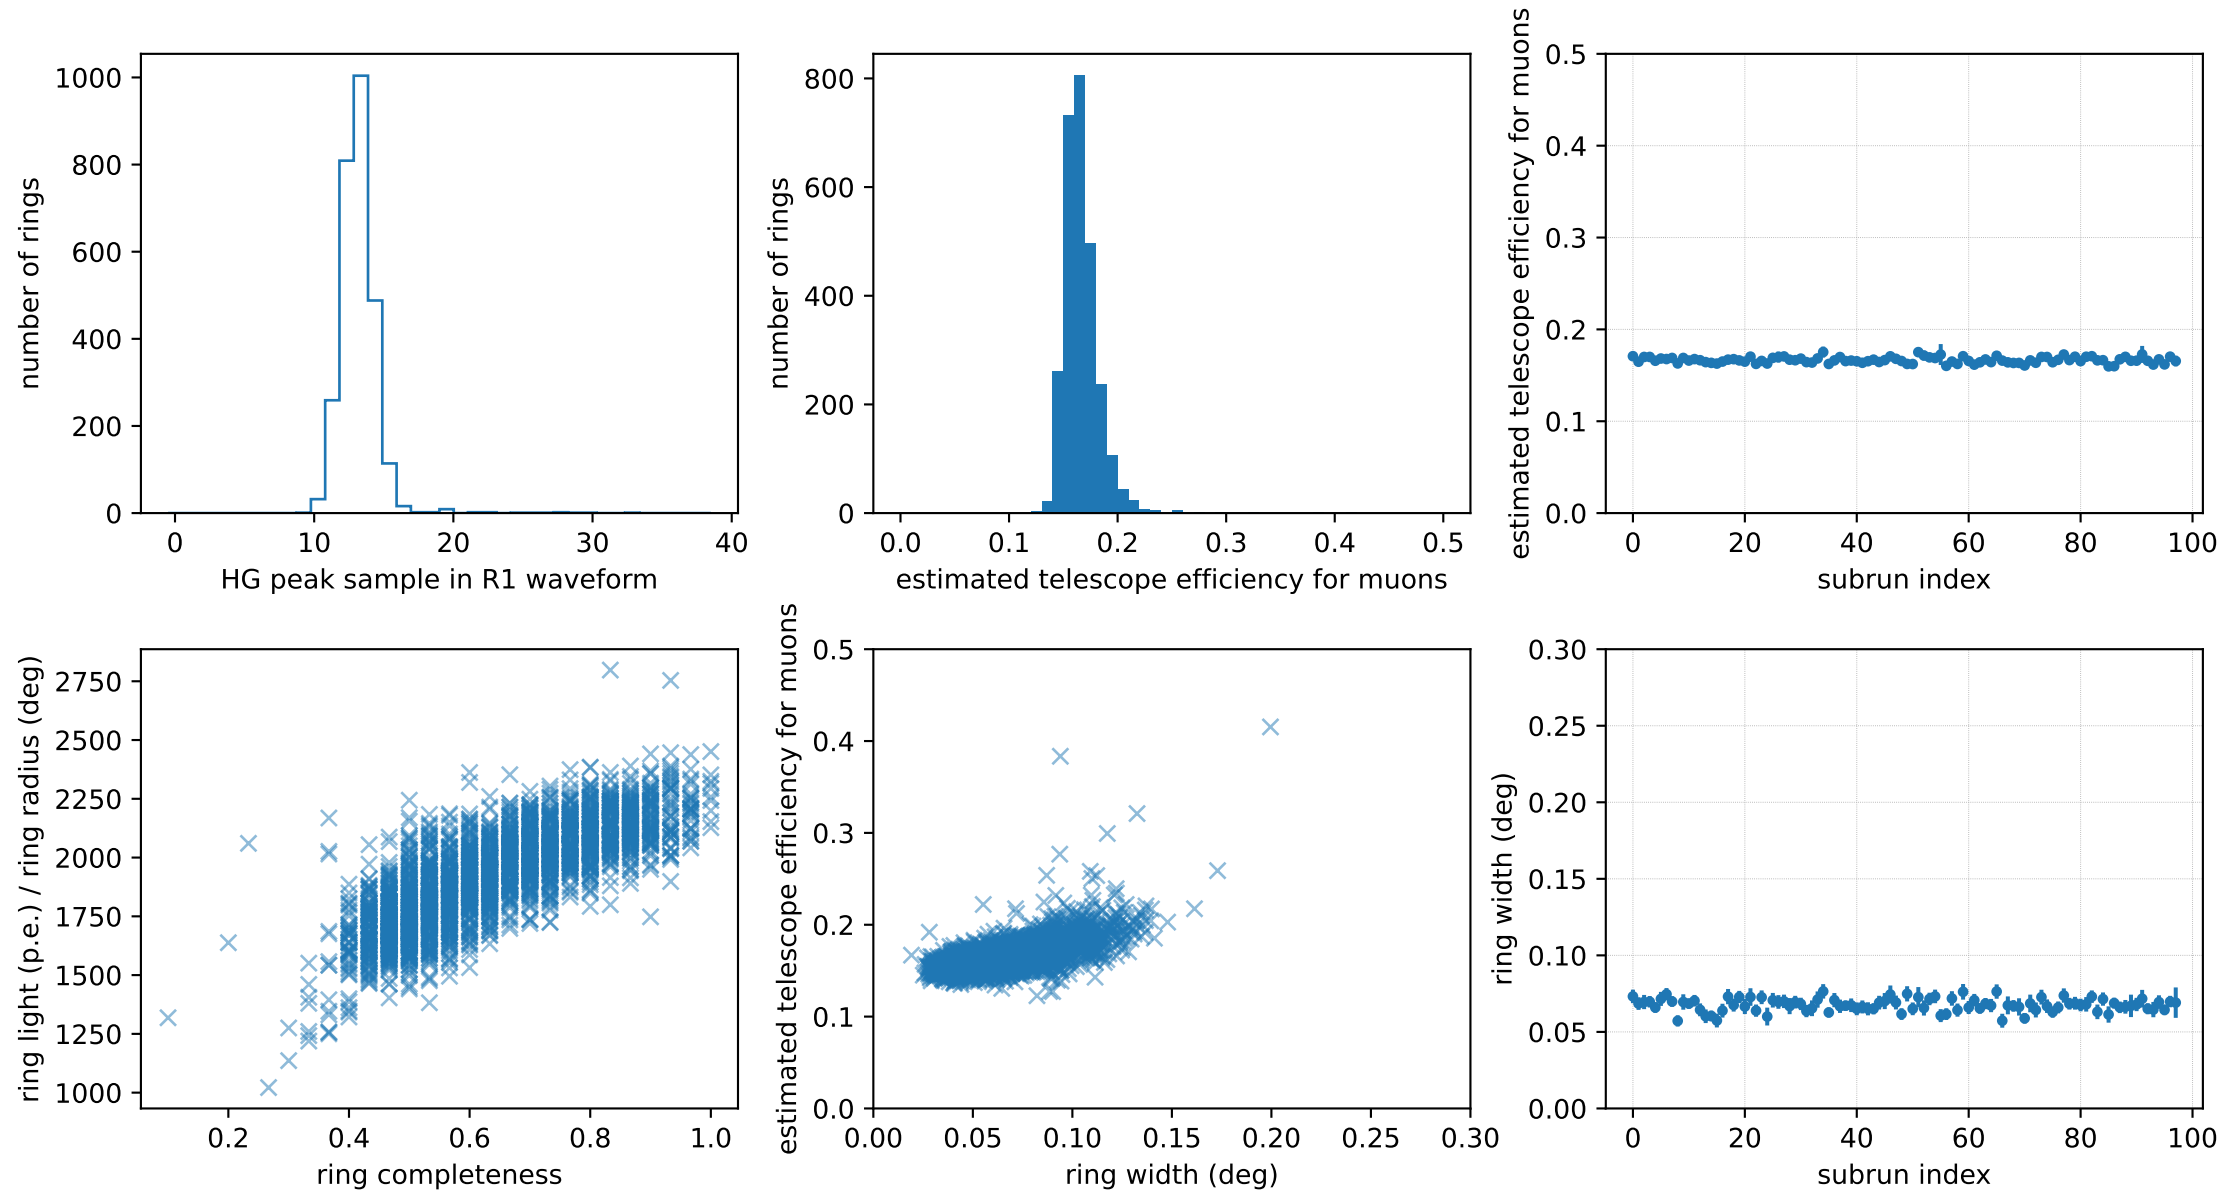 number of rings
1000
800
600
400
200
0
0 10 20 30 40
HG peak sample in R1 waveform
number of rings
800
600
400
200
0
0.0 0.1 0.2 0.3 0.4 0.5
estimated telescope efficiency for muons
estimated telescope efficiency for muons
0.5
0.4
0.3
0.2
0.1
0.0
0 20 40 60 80 100
subrun index
ring light (p.e.) / ring radius (deg)
2750
2500
2250
2000
1750
1500
1250
1000
0.2 0.4 0.6 0.8 1.0
ring completeness
estimated telescope efficiency for muons
0.5
0.4
0.3
0.2
0.1
0.0
0.00 0.05 0.10 0.15 0.20 0.25 0.30
ring width (deg)
ring width (deg)
0.30
0.25
0.20
0.15
0.10
0.05
0.00
0 20 40 60 80 100
subrun index